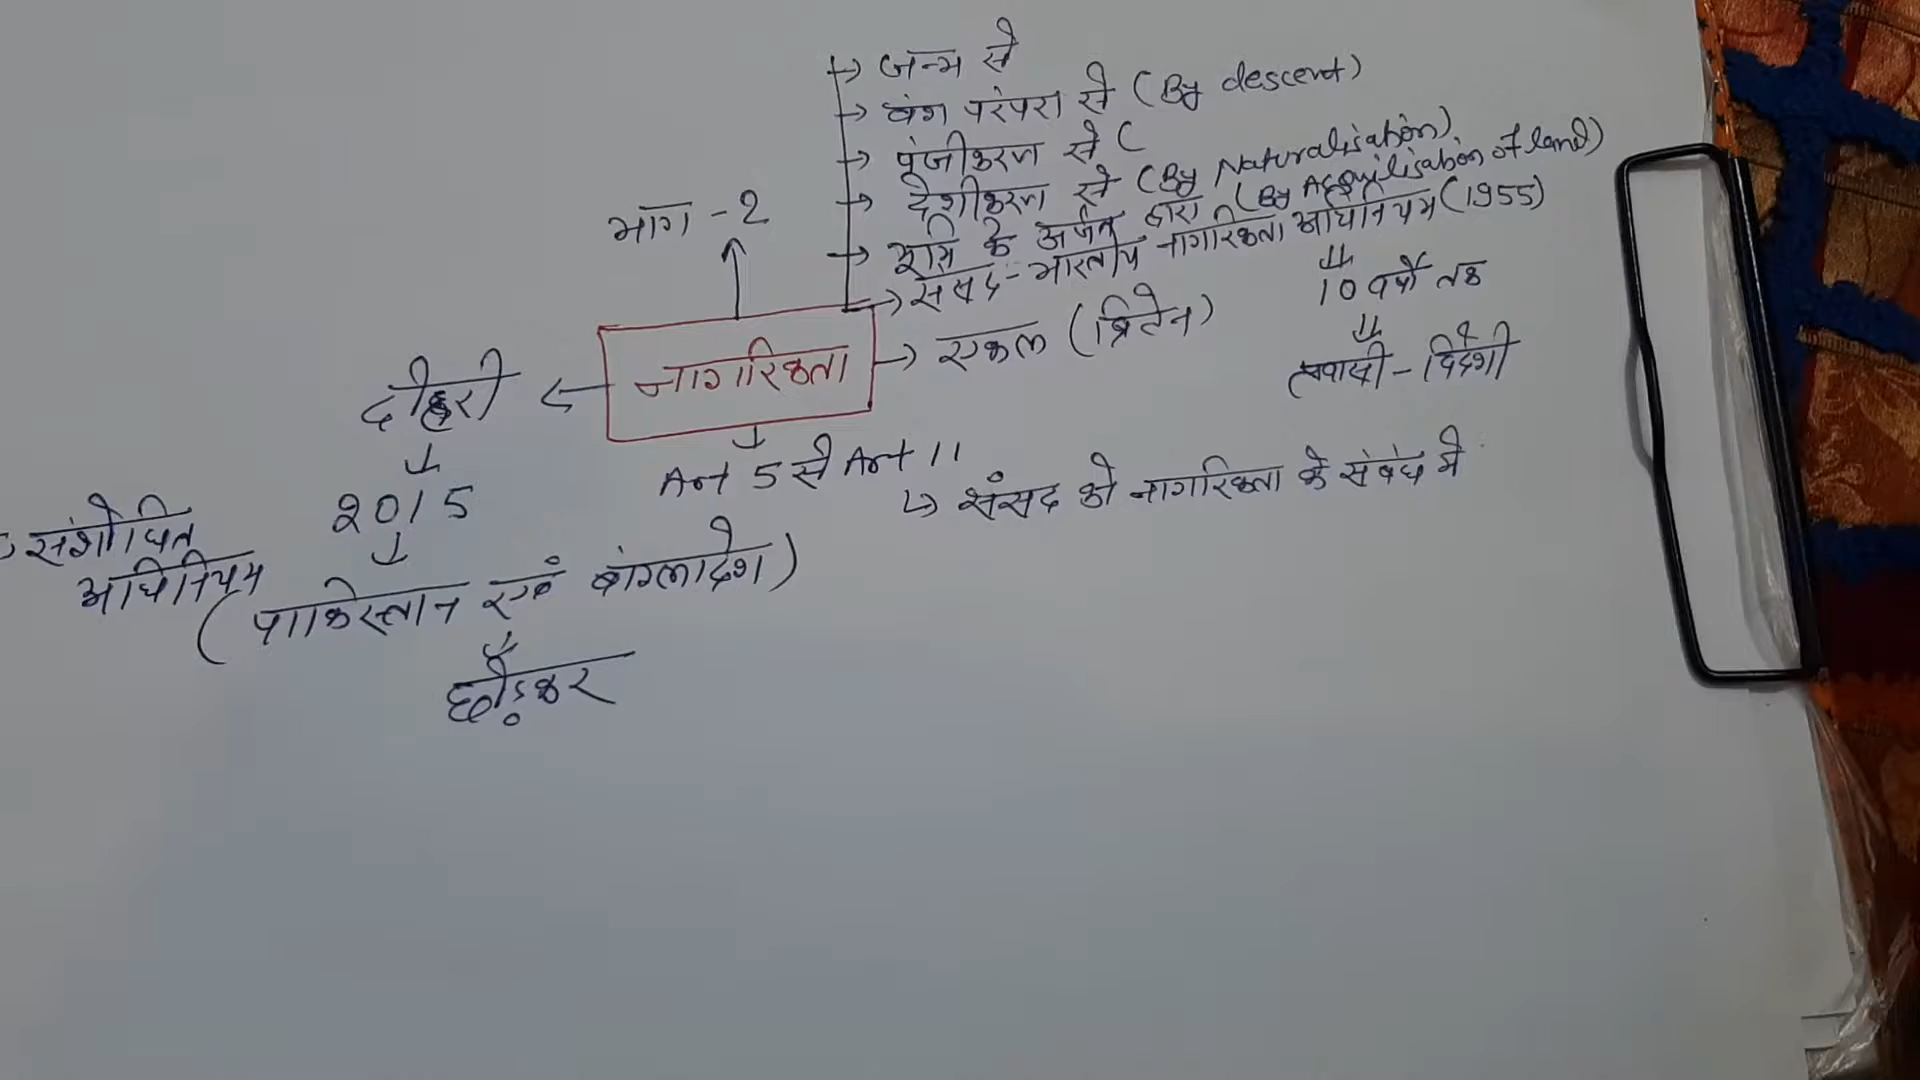 जन्म से
वंश परंपरा से (By descent)
पंजीकरण से (
देशीकरण से (By Naturalisation)
भूमि के अर्जन द्वारा (By Acquilisation of land)
संसद - भारतीय नागरिकता अधिनियम (1955)
10 वर्षो तक
भाग - 2
नागरिकता
एकल (ब्रिटेन)
- विदेशी
दोहरी
Art 5 से Art 11
संसद को नागरिकता के संबंध मे
2015
संशोधित
अधिनियम
(पाकिस्तान एवं बांग्लादेश)
छोड़कर